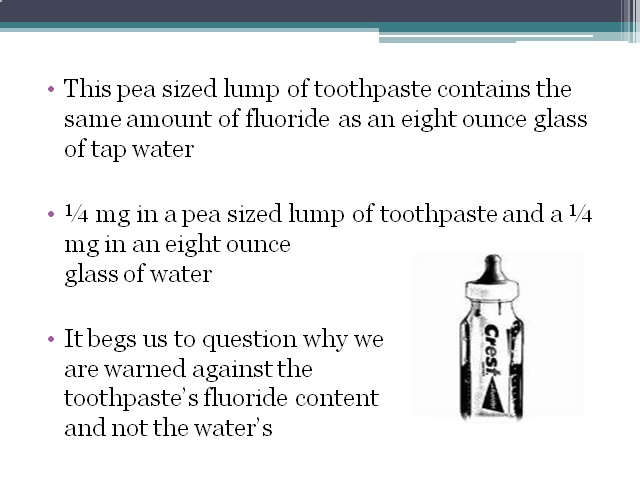 • This pea sized lump of toothpaste contains the
same amount of fluoride as an eight ounce glass
of tap water
• ¼ mg in a pea sized lump of toothpaste and a ¼
mg in an eight ounce
glass of water
• It begs us to question why we
are warned against the
toothpaste's fluoride content
and not the water's
Crest